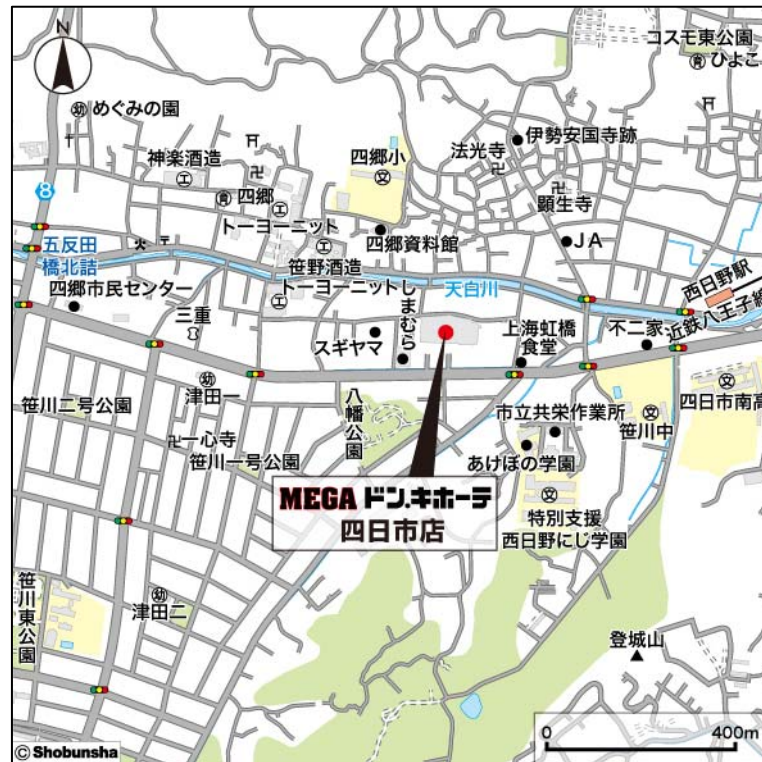 N
コスモ東公園
ひよこ
めぐみの園
神楽酒造
四郷
四郷小
法光寺
伊勢安国寺跡
顕生寺
トーヨーニット
四郷資料館
JA
8
五反田
橋北詰
笹野酒造
トーヨーニット
天白川
西日野駅
近鉄八王子線
四郷市民センター
三重
スギヤマ
しまむら
上海虹橋
食堂
不二家
笹川二号公園
津田一
八幡公園
市立共栄作業所
笹川中
四日市南高
一心寺
笹川一号公園
あけぼの学園
MEGA ドン.キホーテ
四日市店
特別支援
西日野にじ学園
笹川東公園
津田二
登城山
0 400m
© Shobunsha